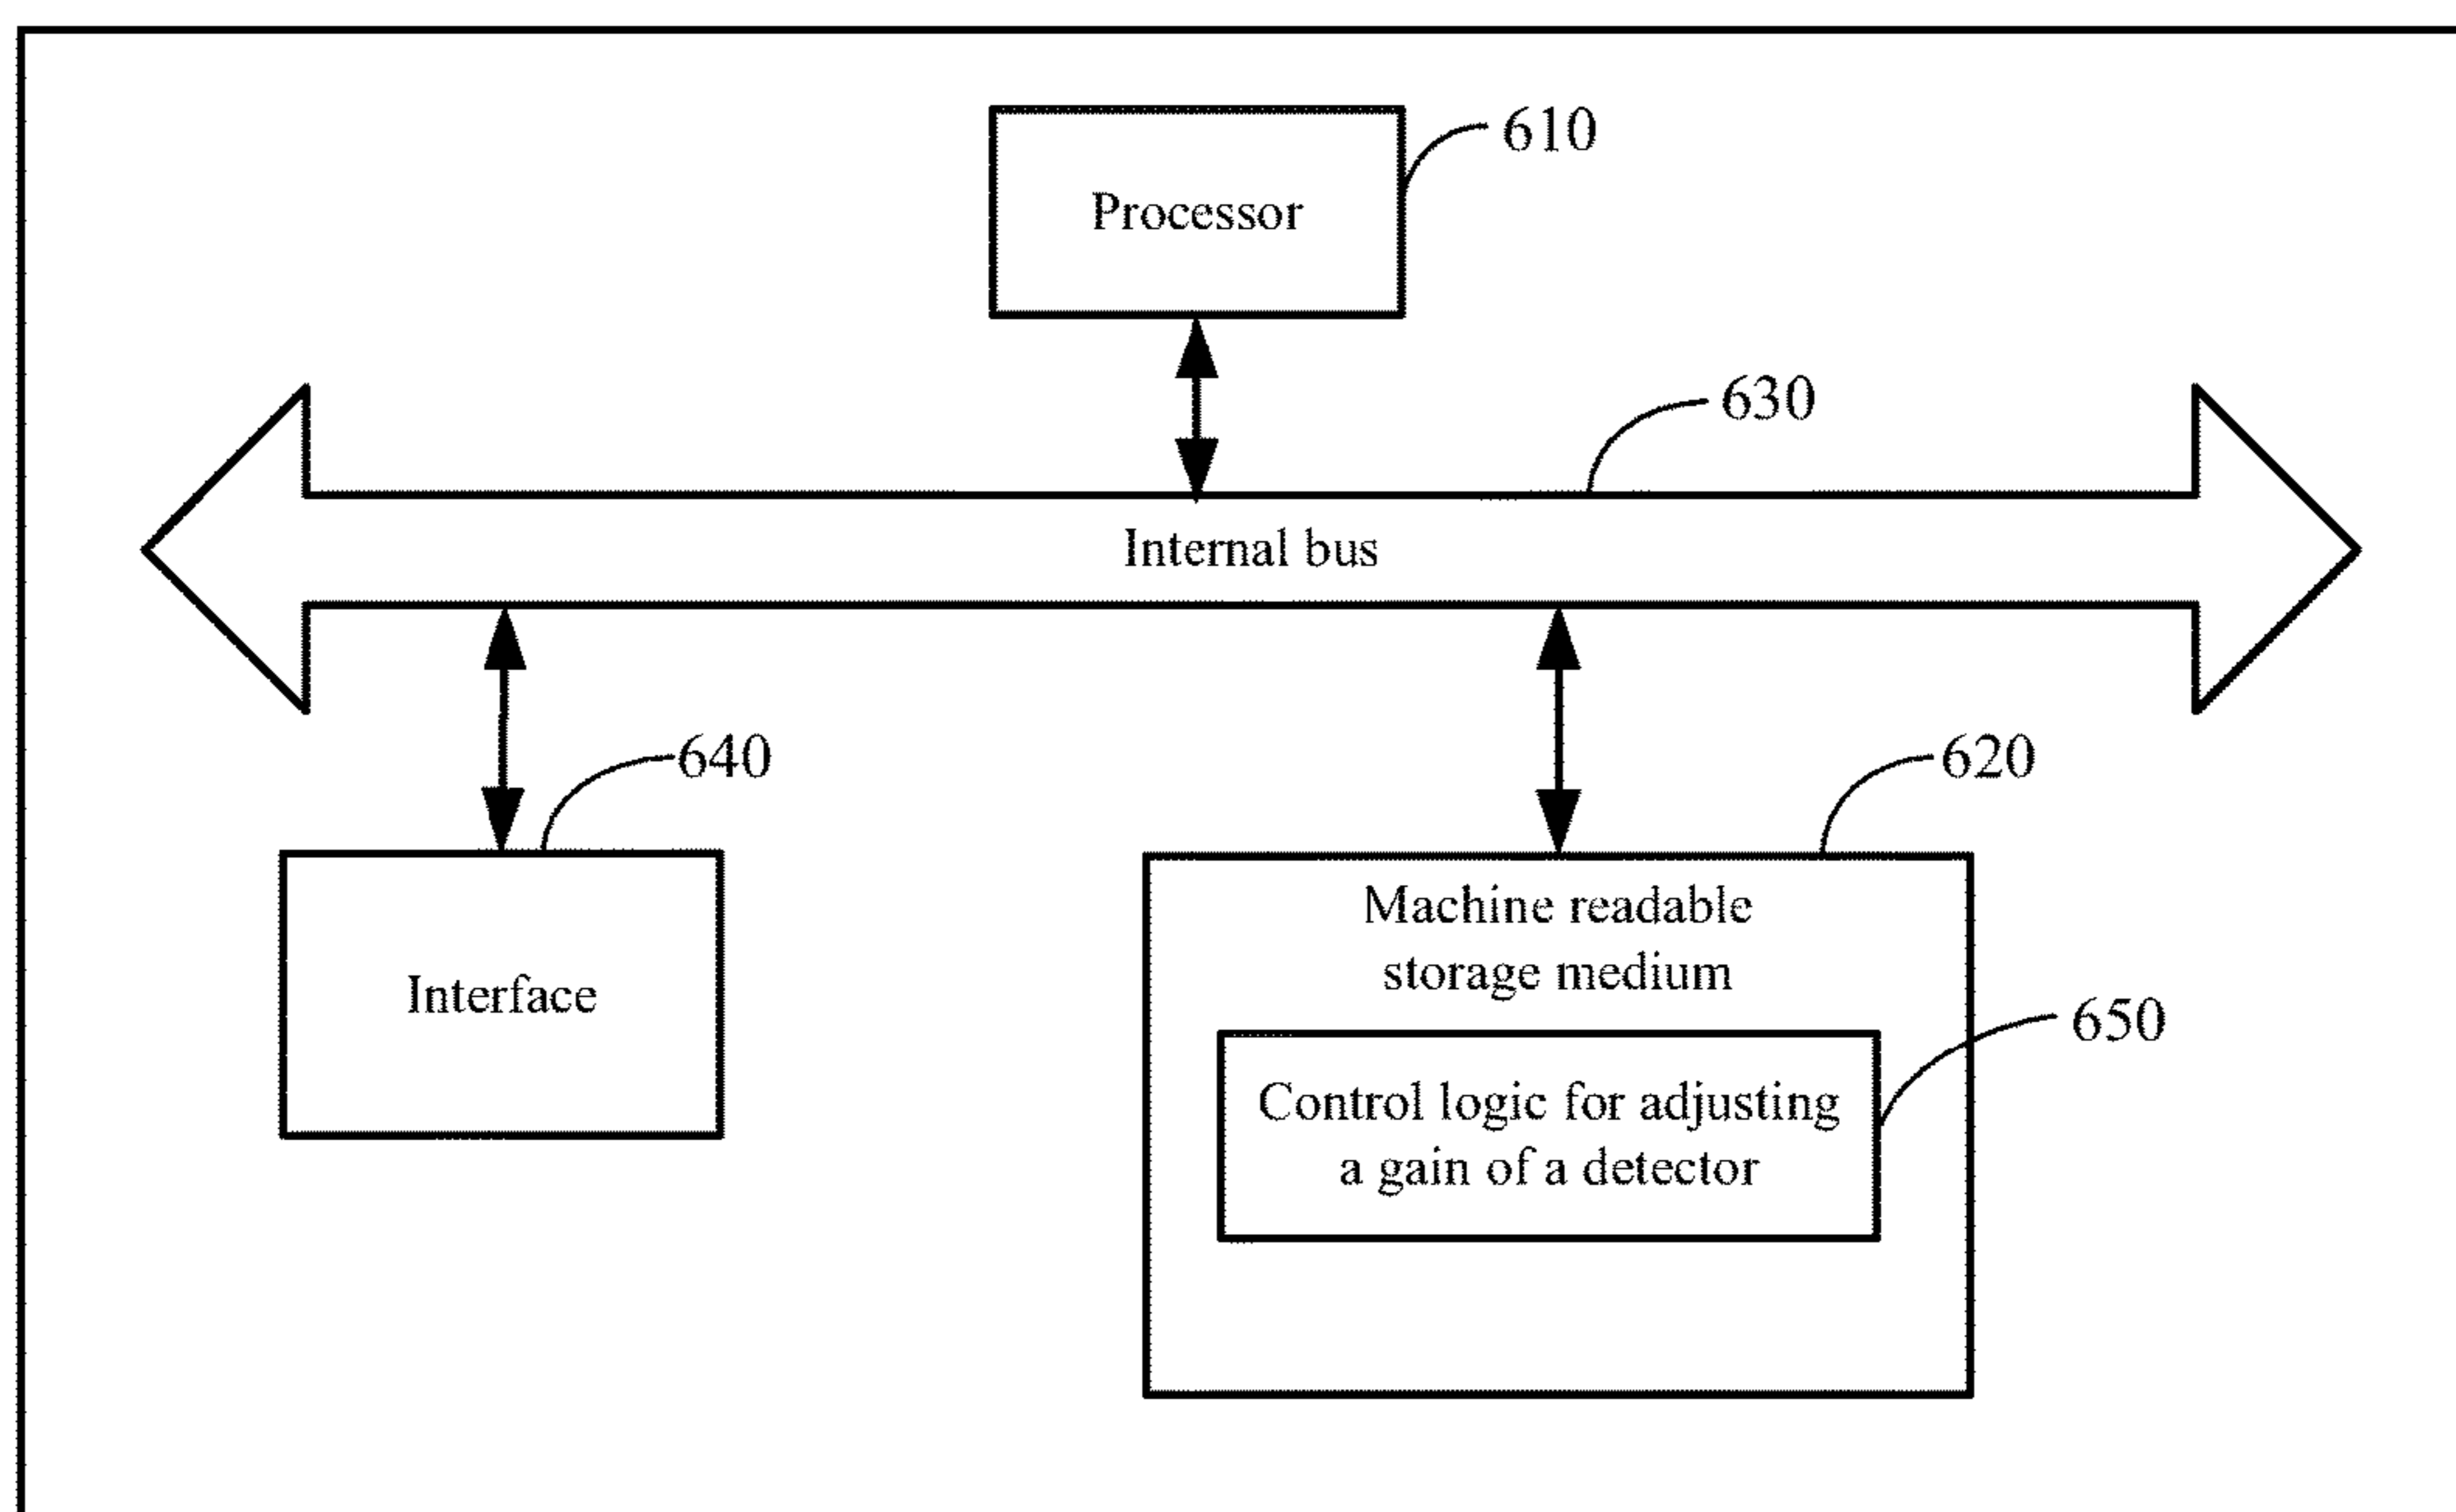 610
Processor
630
Internal bus
640
620
Machine readable
storage medium
Interface
650
Control logic for adjusting
a gain of a detector